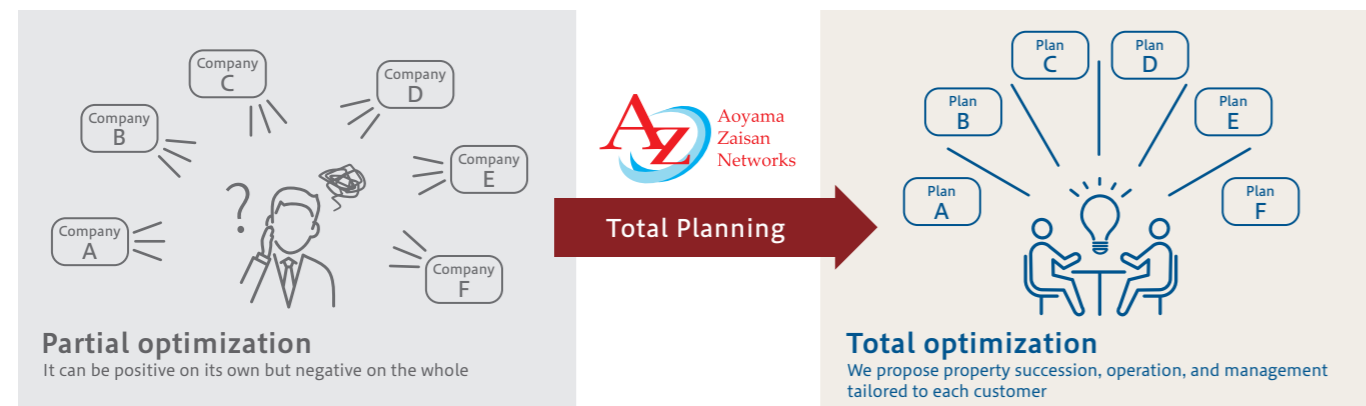 Company
A
Company
B
Company
C
Company
D
Company
E
Company
F
?
Partial optimization
It can be positive on its own but negative on the whole
AZ
Aoyama
Zaisan
Networks
Total Planning
Plan
A
Plan
B
Plan
C
Plan
D
Plan
E
Plan
F
Total optimization
We propose property succession, operation, and management
tailored to each customer